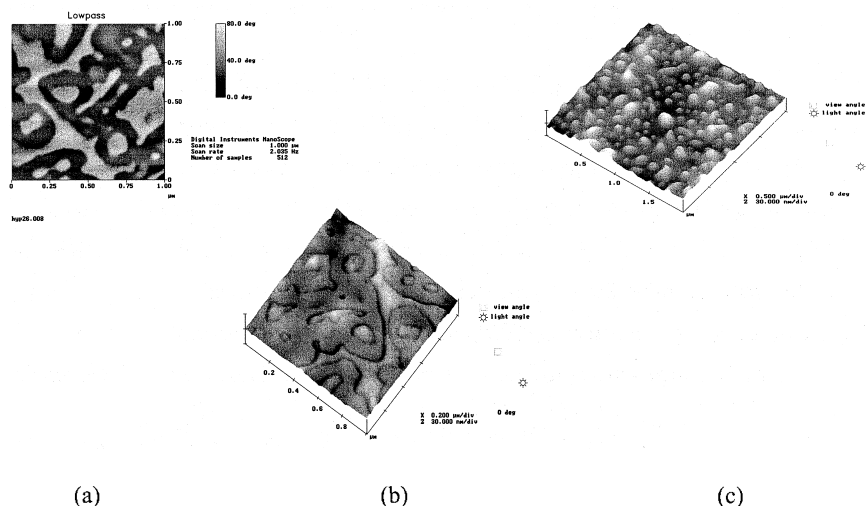 Lowpass
1.00
0.75
0.50
0.25
0
0 0.25 0.50 0.75 1.00
µm
80.0 deg
40.0 deg
0.0 deg
Digital Instruments NanoScope
Scan size 1.000 µm
Scan rate 2.035 Hz
Number of samples 512
hyp26.008
0.2
0.4
0.6
0.8
µm
view angle
light angle
X 0.200 µm/div
Z 30.000 nm/div
0 deg
0.5
1.0
1.5
µm
view angle
light angle
X 0.500 µm/div
Z 30.000 nm/div
0 deg
(a) (b) (c)